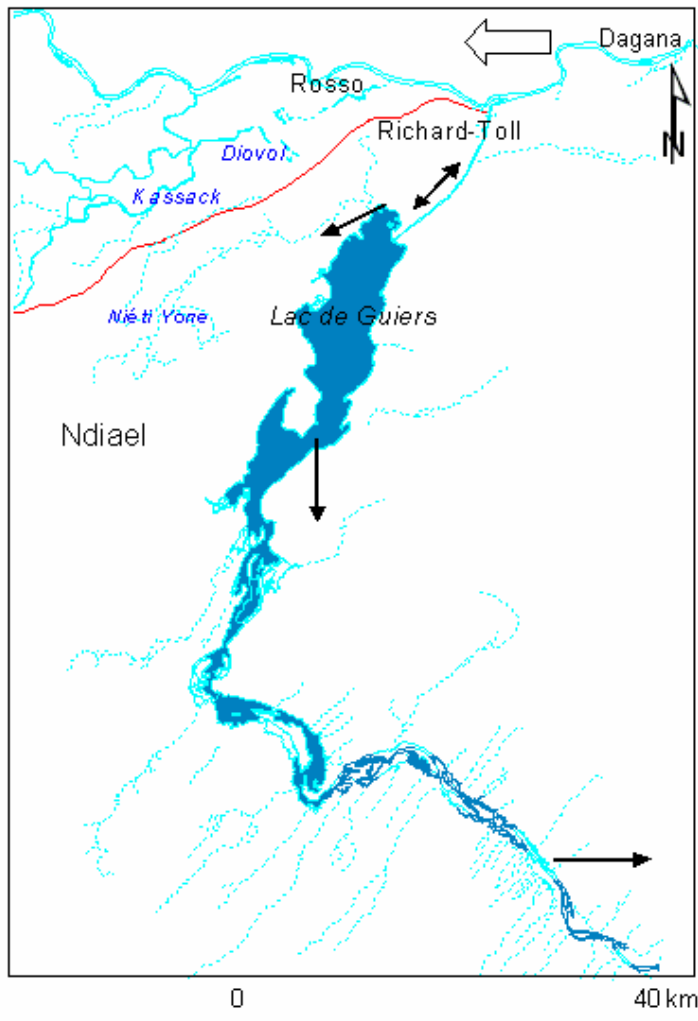 Dagana
Rosso
Richard-Toll
N
Diovol
Kassack
Niéti Yone
Lac de Guiers
Ndiael
0 40 km